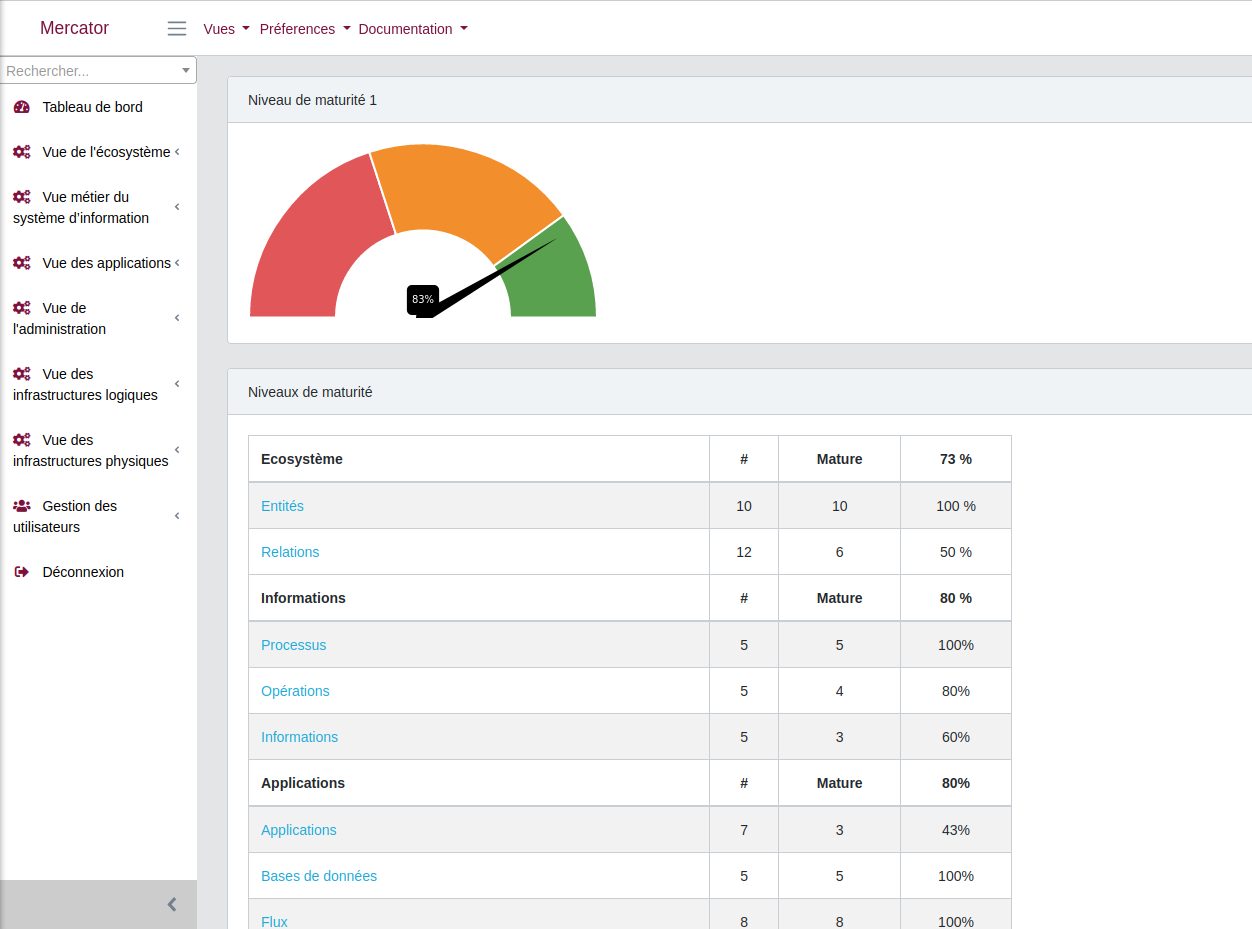 Mercator
Vues Préferences Documentation
Rechercher...
Tableau de bord
Vue de l'écosystème
Vue métier du
système d’information
Vue des applications
Vue de
l'administration
Vue des
infrastructures logiques
Vue des
infrastructures physiques
Gestion des
utilisateurs
Déconnexion
Niveau de maturité 1
83%
Niveaux de maturité
Ecosystème # Mature 73 %
Entités 10 10 100 %
Relations 12 6 50 %
Informations # Mature 80 %
Processus 5 5 100%
Opérations 5 4 80%
Informations 5 3 60%
Applications # Mature 80%
Applications 7 3 43%
Bases de données 5 5 100%
Flux 8 8 100%